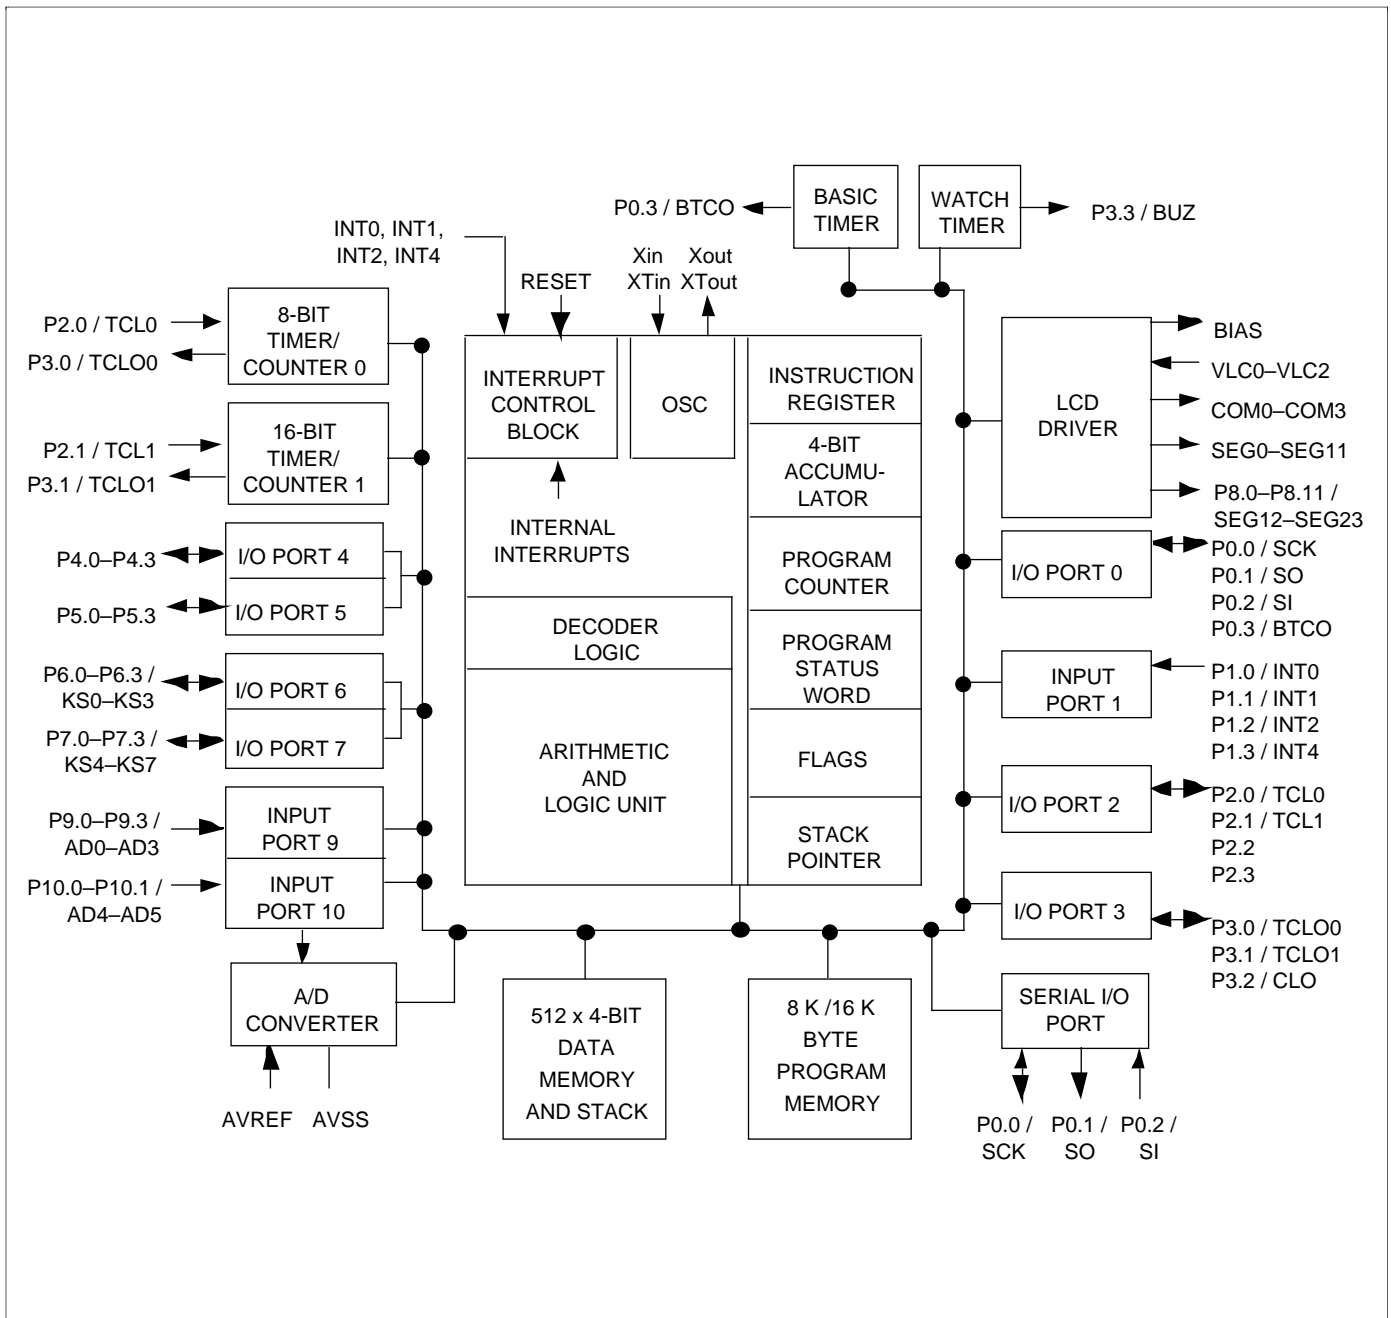 BASIC
TIMER
WATCH
TIMER
P0.3 / BTCO
P3.3 / BUZ
INT0, INT1,
INT2, INT4
RESET
Xin
XTin
Xout
XTout
P2.0 / TCL0
P3.0 / TCLO0
8-BIT
TIMER/
COUNTER 0
P2.1 / TCL1
P3.1 / TCLO1
16-BIT
TIMER/
COUNTER 1
P4.0–P4.3
I/O PORT 4
P5.0–P5.3
I/O PORT 5
P6.0–P6.3 /
KS0–KS3
I/O PORT 6
P7.0–P7.3 /
KS4–KS7
I/O PORT 7
P9.0–P9.3 /
AD0–AD3
INPUT
PORT 9
P10.0–P10.1 /
AD4–AD5
INPUT
PORT 10
A/D
CONVERTER
AVREF
AVSS
INTERRUPT
CONTROL
BLOCK
OSC
INTERNAL
INTERRUPTS
DECODER
LOGIC
ARITHMETIC
AND
LOGIC UNIT
INSTRUCTION
REGISTER
4-BIT
ACCUMU-
LATOR
PROGRAM
COUNTER
PROGRAM
STATUS
WORD
FLAGS
STACK
POINTER
512 x 4-BIT
DATA
MEMORY
AND STACK
8 K /16 K
BYTE
PROGRAM
MEMORY
LCD
DRIVER
BIAS
VLC0–VLC2
COM0–COM3
SEG0–SEG11
P8.0–P8.11 /
SEG12–SEG23
I/O PORT 0
P0.0 / SCK
P0.1 / SO
P0.2 / SI
P0.3 / BTCO
INPUT
PORT 1
P1.0 / INT0
P1.1 / INT1
P1.2 / INT2
P1.3 / INT4
I/O PORT 2
P2.0 / TCL0
P2.1 / TCL1
P2.2
P2.3
I/O PORT 3
P3.0 / TCLO0
P3.1 / TCLO1
P3.2 / CLO
SERIAL I/O
PORT
P0.0 /
SCK
P0.1 /
SO
P0.2 /
SI